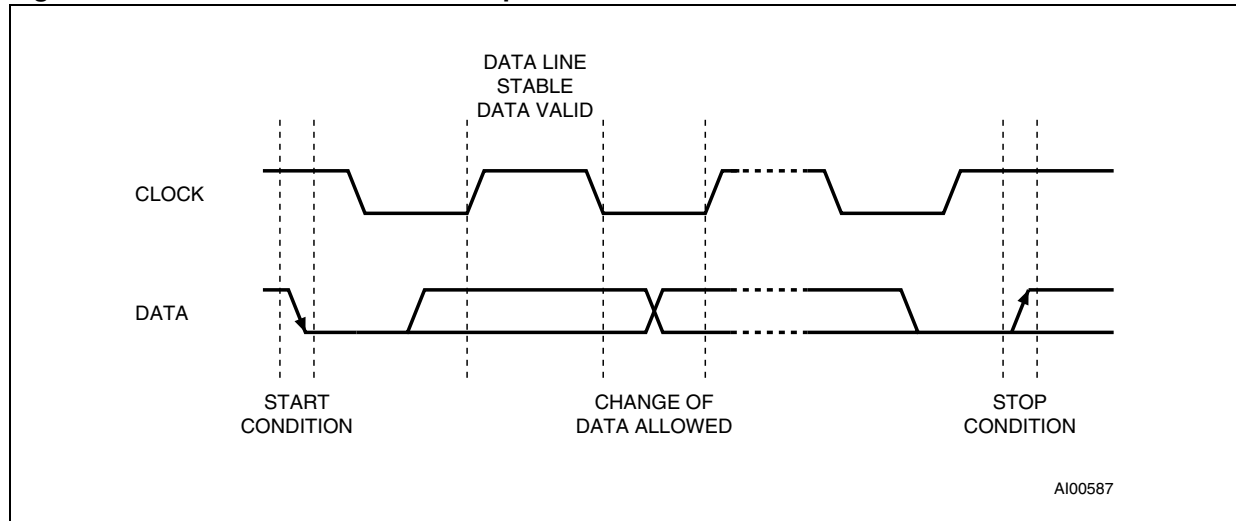 DATA LINE
STABLE
DATA VALID
CLOCK
DATA
START
CONDITION
CHANGE OF
DATA ALLOWED
STOP
CONDITION
AI00587